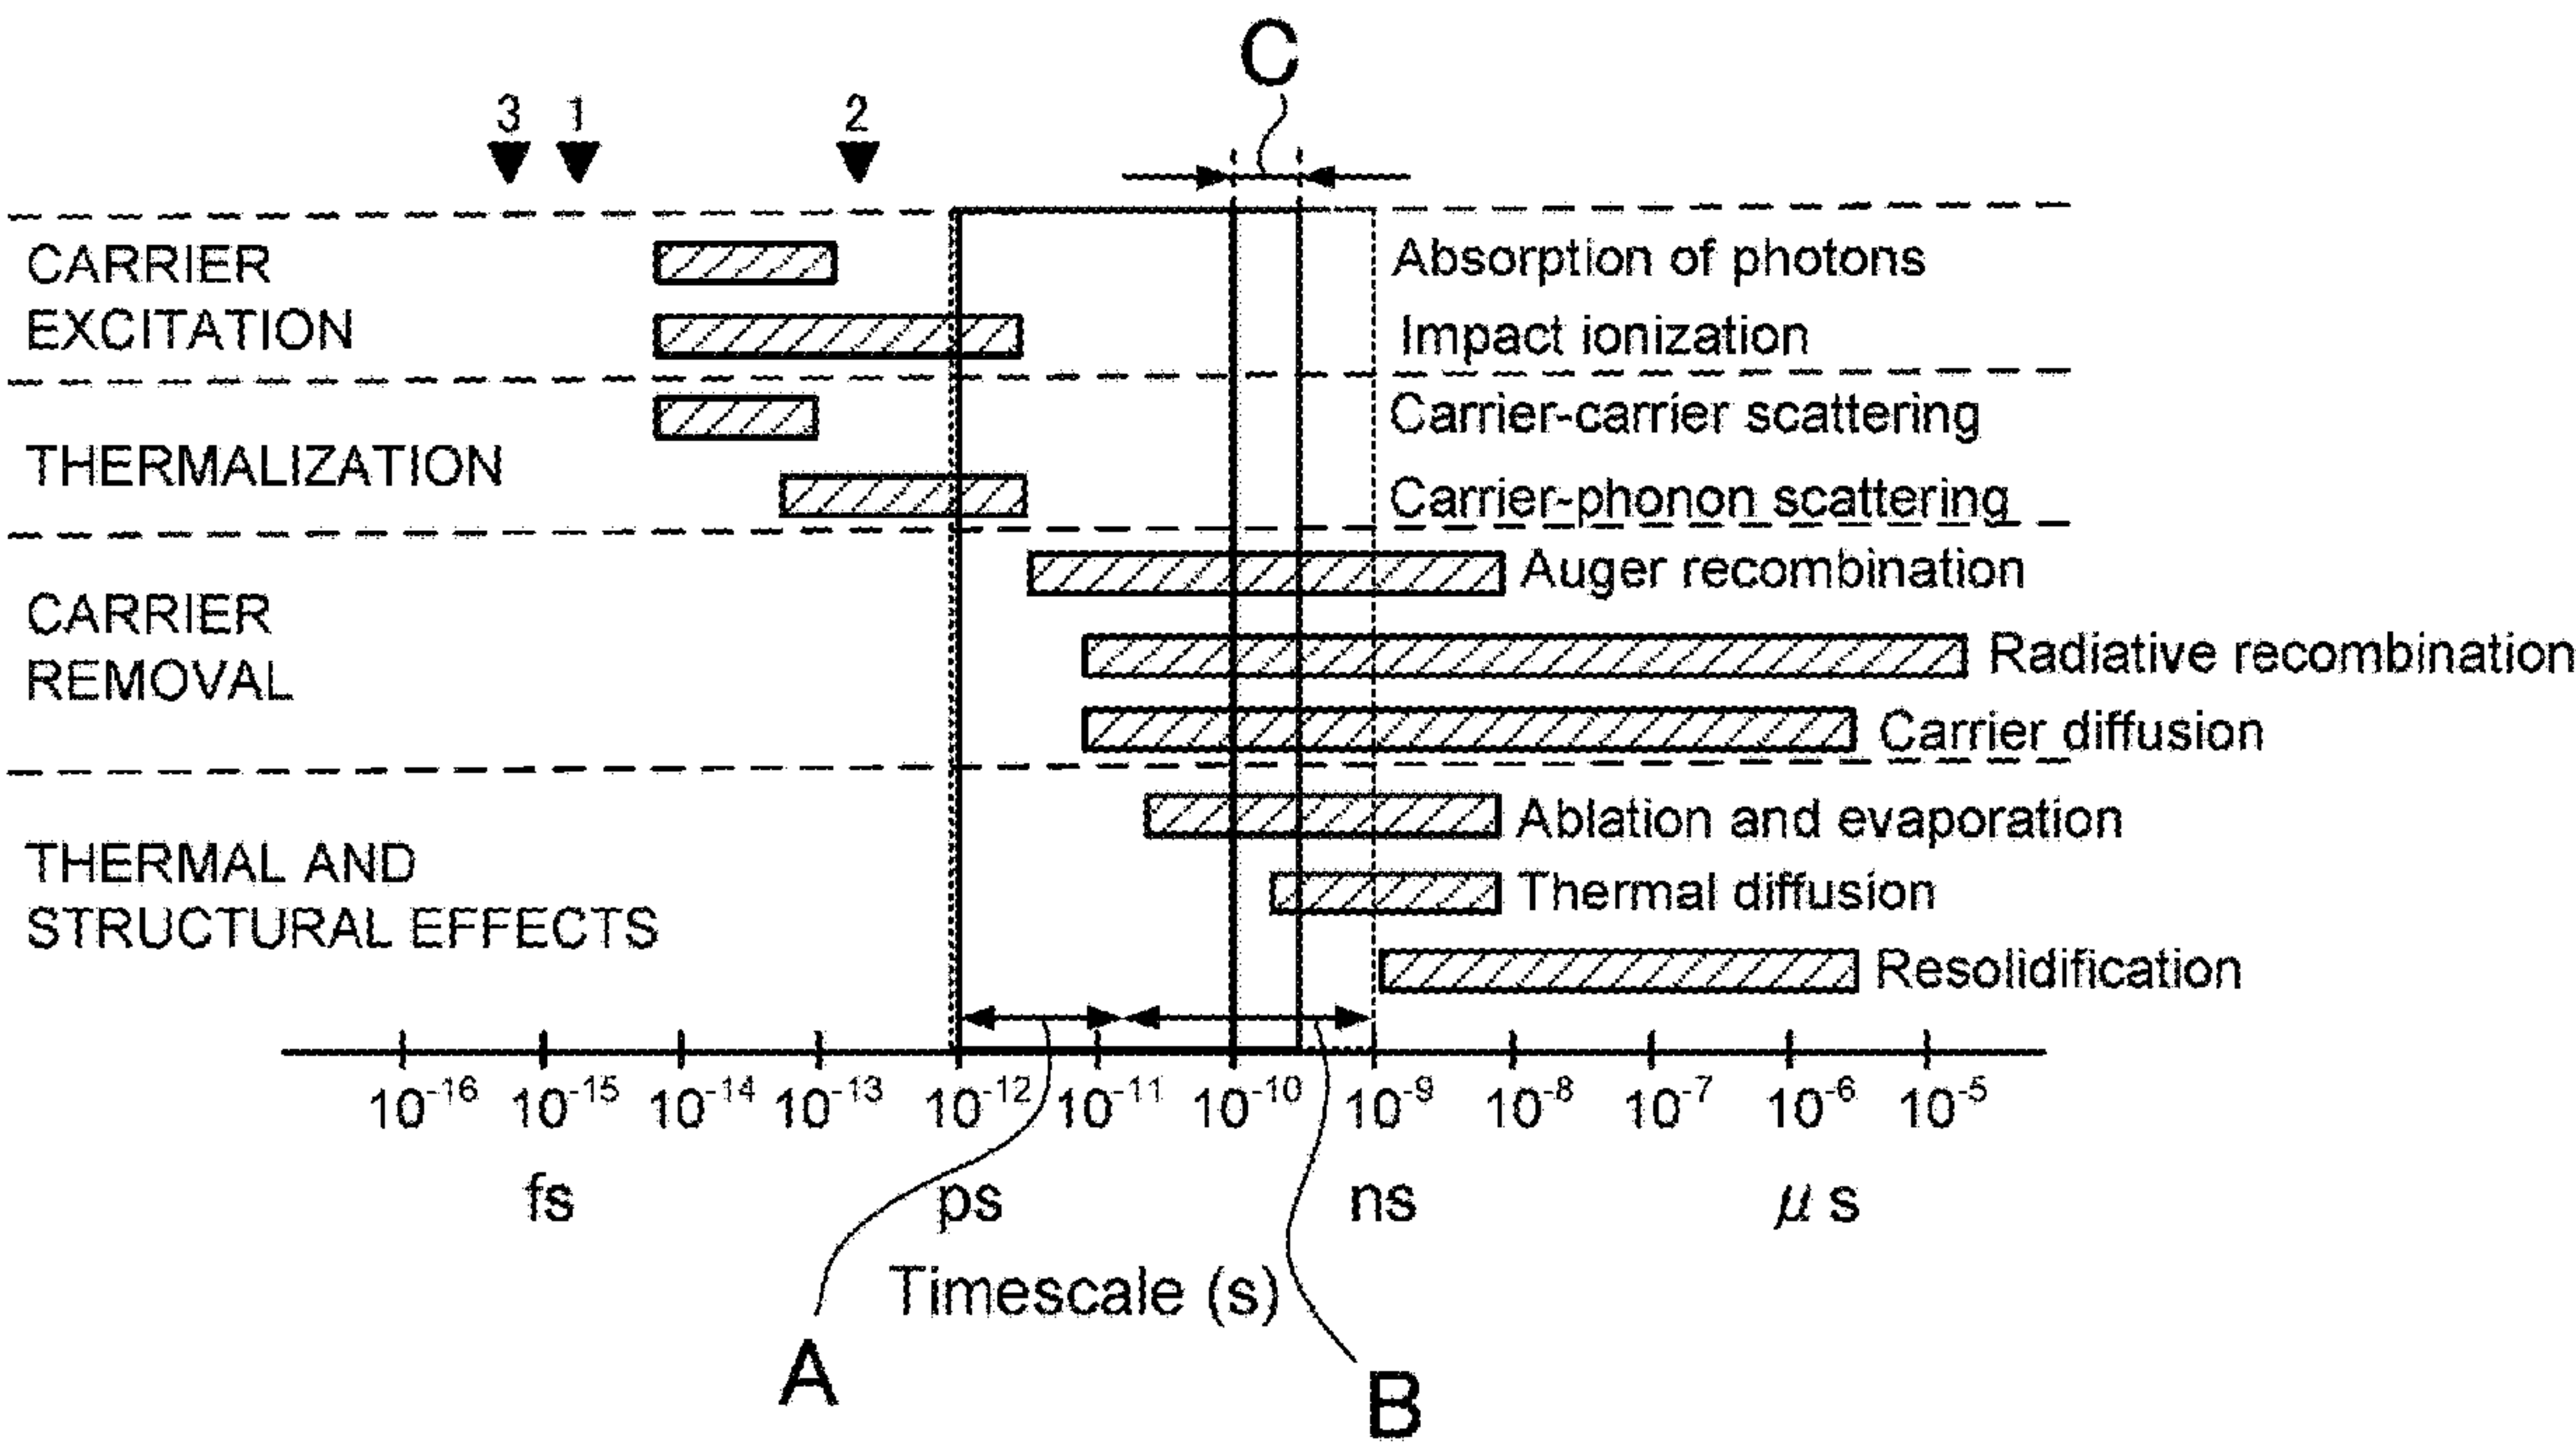 C
3 1 2
CARRIER
EXCITATION
Absorption of photons
Impact ionization
THERMALIZATION
Carrier-carrier scattering
Carrier-phonon scattering
CARRIER
REMOVAL
Auger recombination
Radiative recombination
Carrier diffusion
THERMAL AND
STRUCTURAL EFFECTS
Ablation and evaporation
Thermal diffusion
Resolidification
10⁻¹⁶ 10⁻¹⁵ 10⁻¹⁴ 10⁻¹³ 10⁻¹² 10⁻¹¹ 10⁻¹⁰ 10⁻⁹ 10⁻⁸ 10⁻⁷ 10⁻⁶ 10⁻⁵
fs ps ns μs
Timescale (s)
A
B